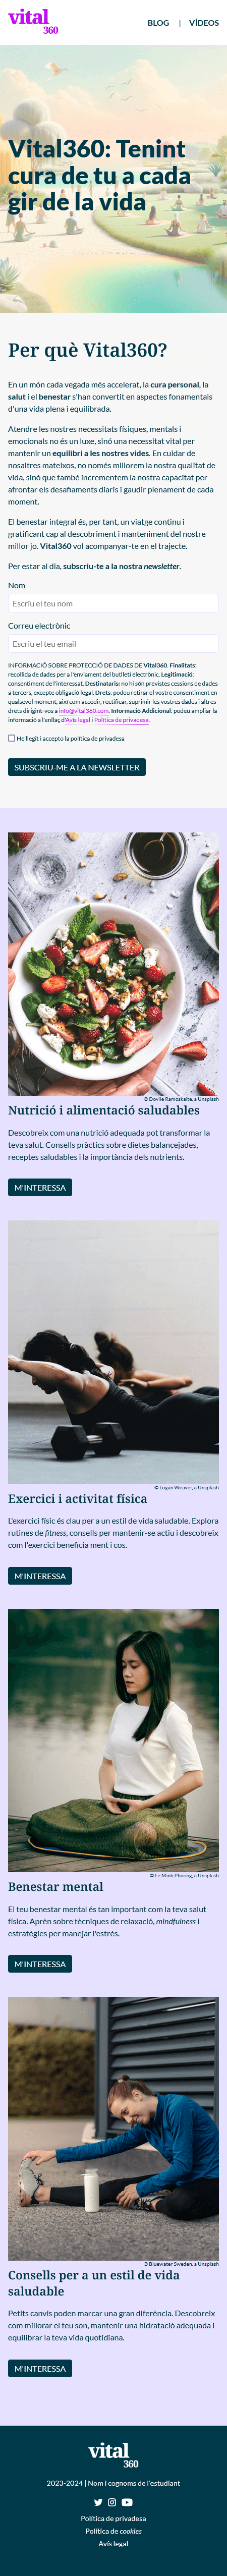 vital
360
BLOG | VÍDEOS
Vital360: Tenint
cura de tu a cada
gir de la vida
Per què Vital360?
En un món cada vegada més accelerat, la cura personal, la
salut i el benestar s'han convertit en aspectes fonamentals
d'una vida plena i equilibrada.
Atendre les nostres necessitats físiques, mentals i
emocionals no és un luxe, sinó una necessitat vital per
mantenir un equilibri a les nostres vides. En cuidar de
nosaltres mateixos, no només millorem la nostra qualitat de
vida, sinó que també incrementem la nostra capacitat per
afrontar els desafiaments diaris i gaudir plenament de cada
moment.
El benestar integral és, per tant, un viatge continu i
gratificant cap al descobriment i manteniment del nostre
millor jo. Vital360 vol acompanyar-te en el trajecte.
Per estar al dia, subscriu-te a la nostra newsletter.
Nom
Escriu el teu nom
Correu electrònic
Escriu el teu email
INFORMACIÓ SOBRE PROTECCIÓ DE DADES DE Vital360. Finalitats:
recollida de dades per a l'enviament del butlletí electrònic. Legitimació:
consentiment de l'interessat. Destinataris: no hi són previstes cessions de dades
a tercers, excepte obligació legal. Drets: podeu retirar el vostre consentiment en
qualsevol moment, així com accedir, rectificar, suprimir les vostres dades i altres
drets dirigint-vos a info@vital360.com. Informació Addicional: podeu ampliar la
informació a l'enllaç d'Avís legal i Política de privadesa.
He llegit i accepto la política de privadesa
SUBSCRIU-ME A LA NEWSLETTER
© Dovile Ramoskaite, a Unsplash
Nutrició i alimentació saludables
Descobreix com una nutrició adequada pot transformar la
teva salut. Consells pràctics sobre dietes balancejades,
receptes saludables i la importància dels nutrients.
M'INTERESSA
© Logan Weaver, a Unsplash
Exercici i activitat física
L'exercici físic és clau per a un estil de vida saludable. Explora
rutines de fitness, consells per mantenir-se actiu i descobreix
com l'exercici beneficia ment i cos.
M'INTERESSA
© Le Minh Phuong, a Unsplash
Benestar mental
El teu benestar mental és tan important com la teva salut
física. Aprèn sobre tècniques de relaxació, mindfulness i
estratègies per manejar l'estrès.
M'INTERESSA
© Bluewater Sweden, a Unsplash
Consells per a un estil de vida
saludable
Petits canvis poden marcar una gran diferència. Descobreix
com millorar el teu son, mantenir una hidratació adequada i
equilibrar la teva vida quotidiana.
M'INTERESSA
vital
360
2023-2024 | Nom i cognoms de l'estudiant
Política de privadesa
Política de cookies
Avís legal